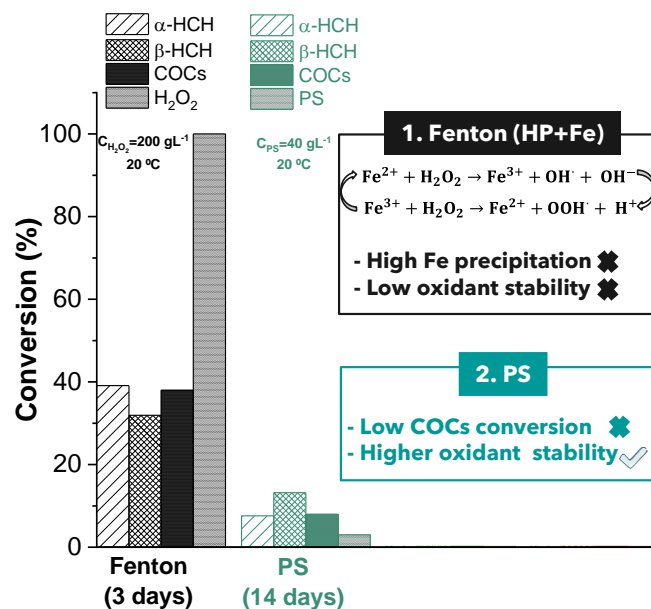 α-HCH
β-HCH
COCs
H₂O₂
α-HCH
β-HCH
COCs
PS
C_H₂O₂=200 gL⁻¹
20 ºC
C_PS=40 gL⁻¹
20 ºC
Conversion (%)
100
80
60
40
20
0
Fenton
(3 days)
PS
(14 days)
1. Fenton (HP+Fe)
Fe²⁺ + H₂O₂ → Fe³⁺ + OH· + OH⁻
Fe³⁺ + H₂O₂ → Fe²⁺ + OOH· + H⁺
- High Fe precipitation ✖
- Low oxidant stability ✖
2. PS
- Low COCs conversion ✖
- Higher oxidant stability ✓